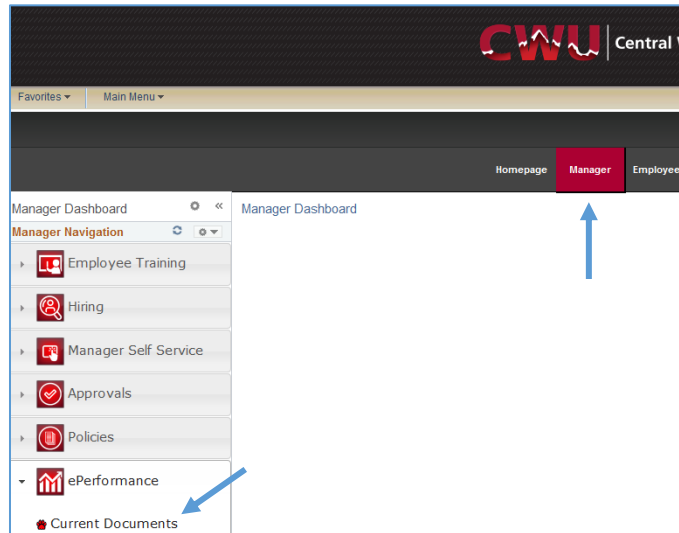 CWU Central
Favorites Main Menu
Homepage Manager Employee
Manager Dashboard Manager Dashboard
Manager Navigation
Employee Training
Hiring
Manager Self Service
Approvals
Policies
ePerformance
Current Documents